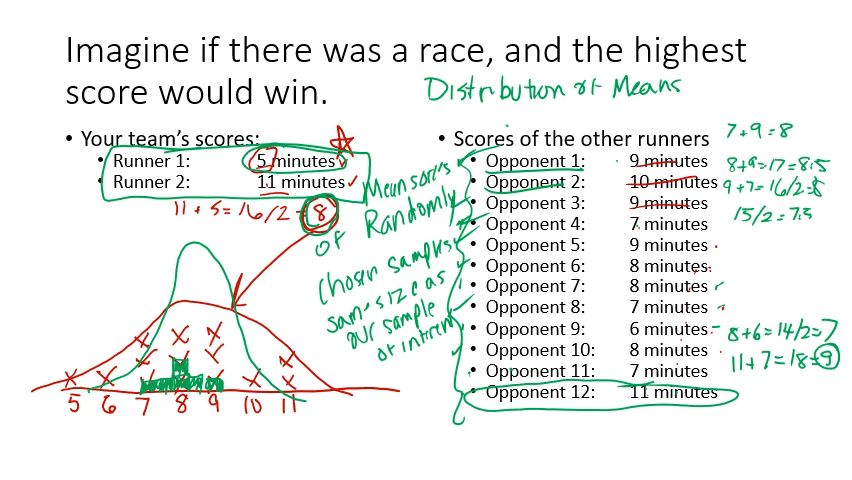 Imagine if there was a race, and the highest
score would win.
Distribution of Means
• Your team's scores:
• Runner 1: 5 minutes
• Runner 2: 11 minutes
11 + 5 = 16/2 = 8
Mean scores
of Randomly
Chosen samples
same size as
our sample
of interest
5 6 7 8 9 10 11
• Scores of the other runners
• Opponent 1: 9 minutes
• Opponent 2: 10 minutes
• Opponent 3: 9 minutes
• Opponent 4: 7 minutes
• Opponent 5: 9 minutes
• Opponent 6: 8 minutes
• Opponent 7: 8 minutes
• Opponent 8: 7 minutes
• Opponent 9: 6 minutes
• Opponent 10: 8 minutes
• Opponent 11: 7 minutes
• Opponent 12: 11 minutes
7 + 9 = 8
8 + 9 = 17 = 8.5
9 + 7 = 16/2 = 8
15/2 = 7.5
8 + 6 = 14/2 = 7
11 + 7 = 18 = 9